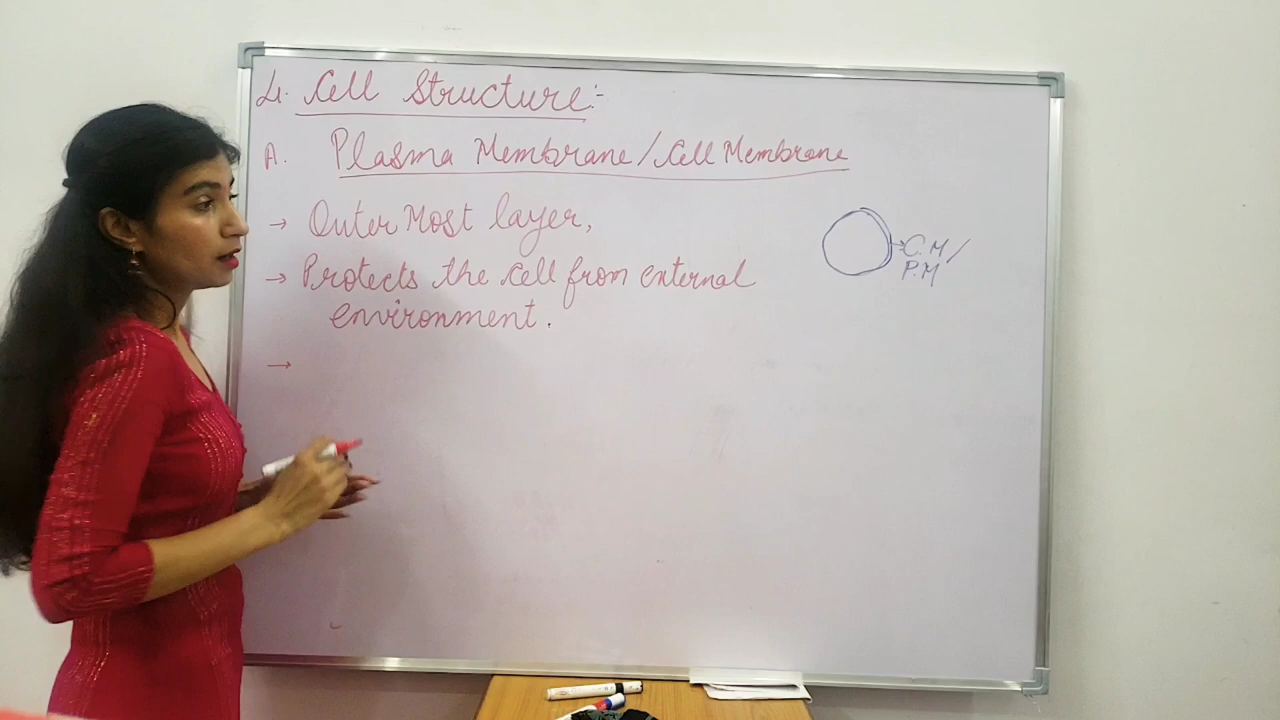 4. Cell Structure:-
A. Plasma Membrane/Cell Membrane
→ Outer Most layer,
→ Protects the cell from external
environment.
→
→ C.M/
P.M